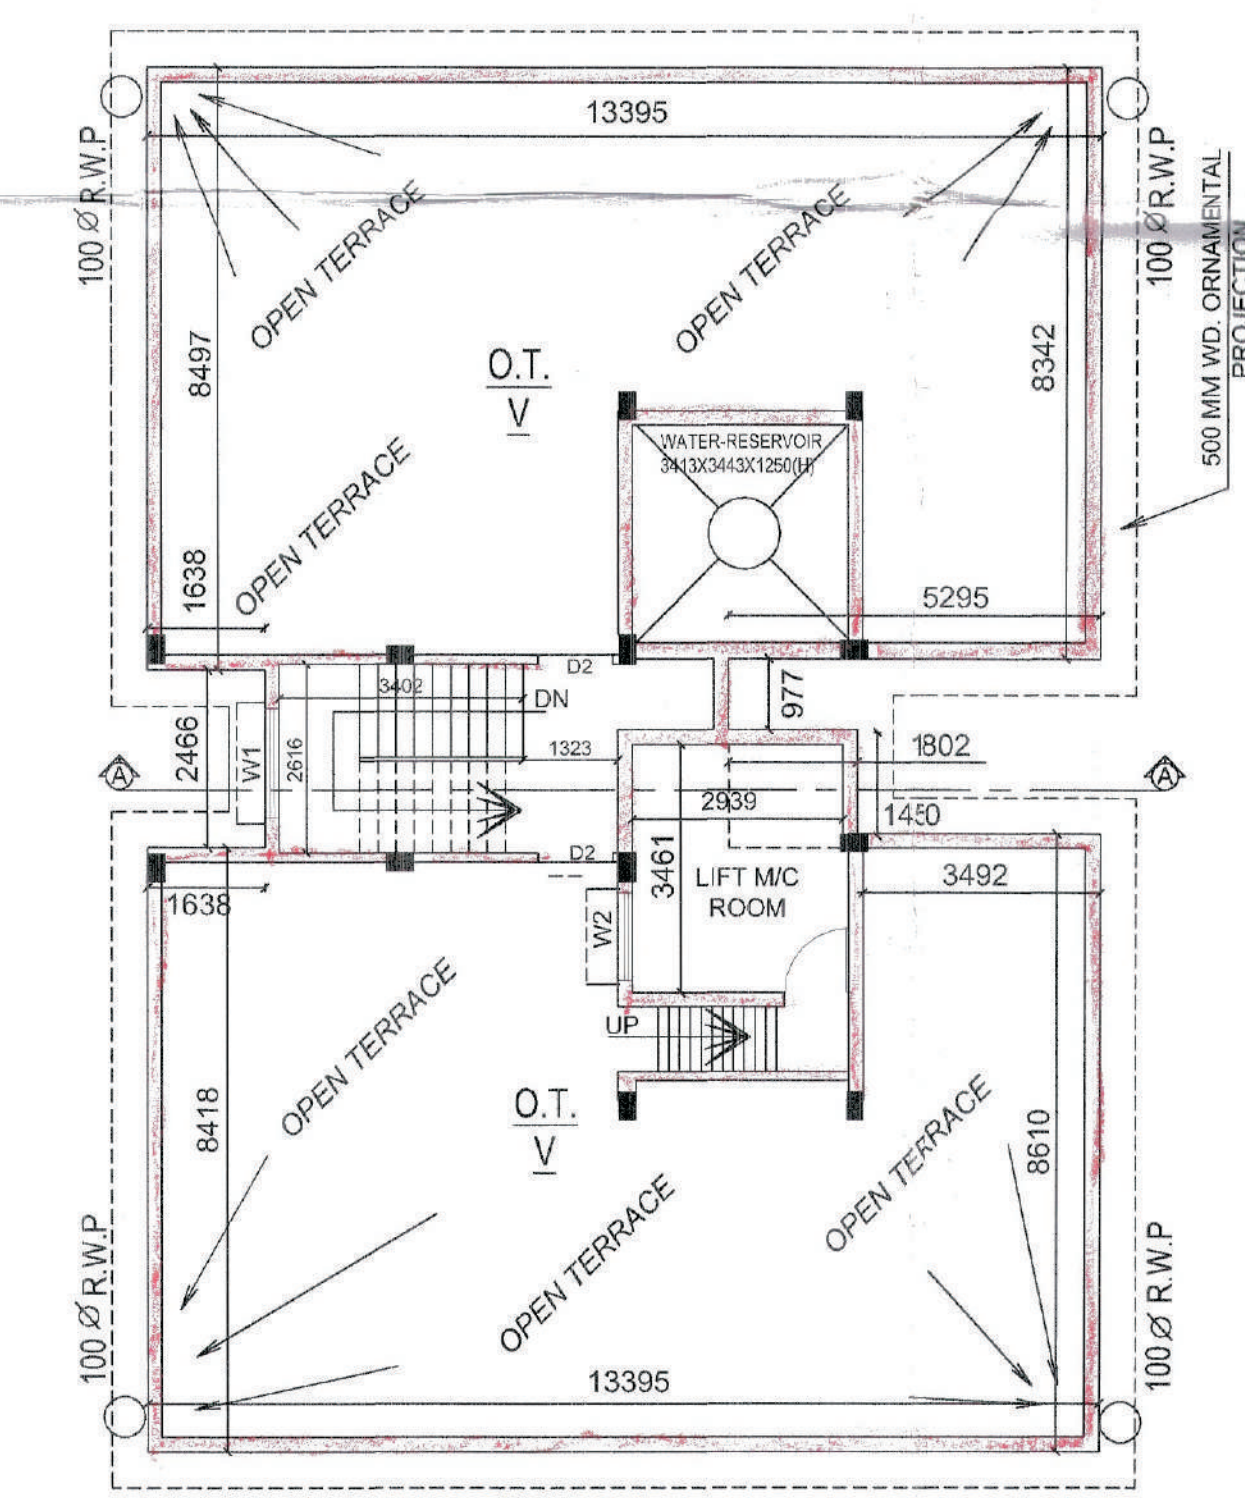 13395
100 Ø R.W.P
100 Ø R.W.P
500 MM WD. ORNAMENTAL
PROJECTION
OPEN TERRACE
OPEN TERRACE
8497
8342
O.T.
V
WATER-RESERVOIR
3413X3443X1250(H)
OPEN TERRACE
1638
5295
D2
3402
DN
977
2466
W1
2616
1323
1802
A
A
2939
1450
D2
3461
LIFT M/C
ROOM
3492
1638
W2
UP
OPEN TERRACE
8418
O.T.
V
OPEN TERRACE
8610
OPEN TERRACE
100 Ø R.W.P
100 Ø R.W.P
13395